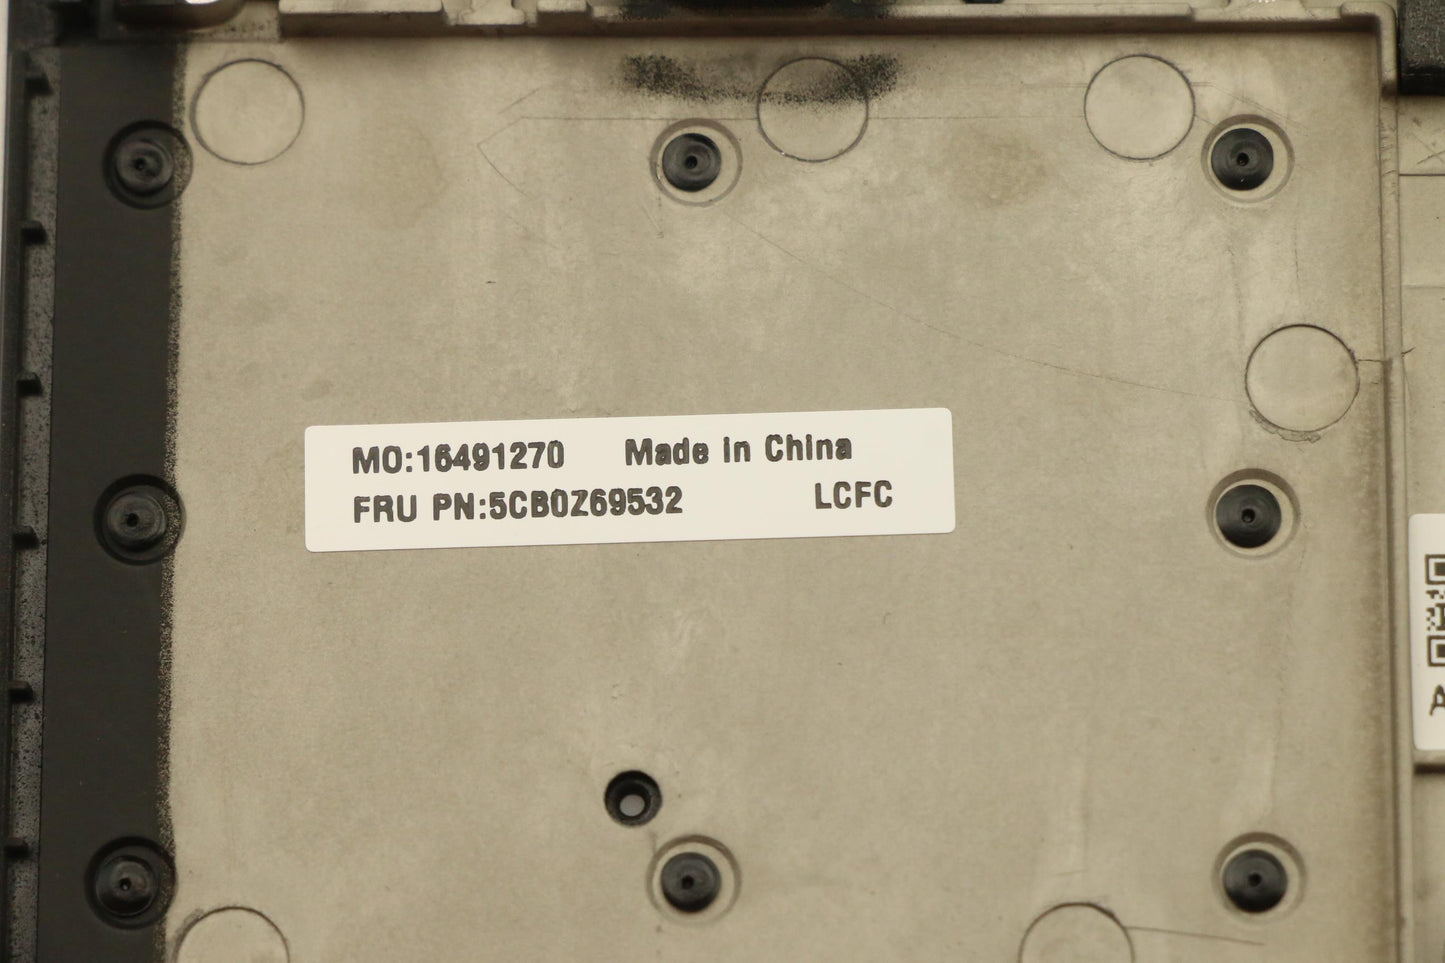 MO:16491270 Made in China
FRU PN:5CB0Z69532 LCFC
A